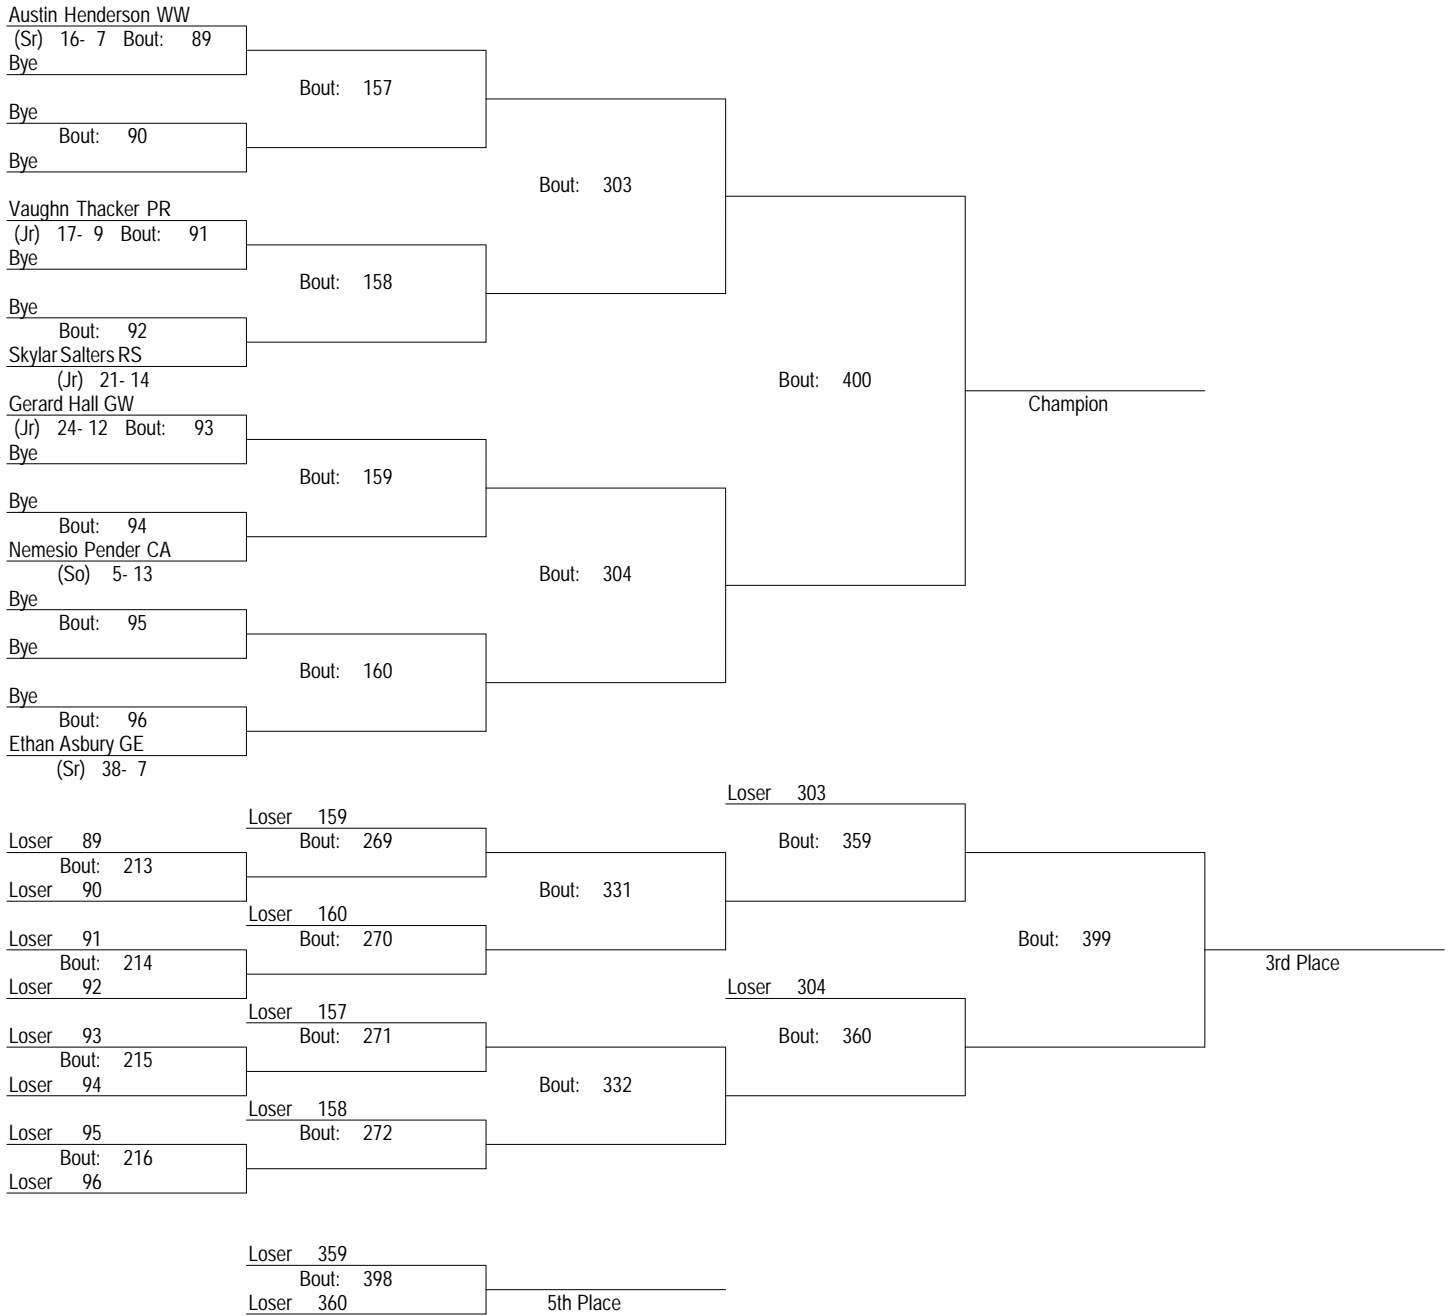 Austin Henderson WW
(Sr) 16- 7 Bout: 89
Bye
Bout: 157
Bye
Bout: 90
Bye
Bout: 303
Vaughn Thacker PR
(Jr) 17- 9 Bout: 91
Bye
Bout: 158
Bye
Bout: 92
Skylar Salters RS
(Jr) 21- 14
Bout: 400
Gerard Hall GW
Champion
(Jr) 24- 12 Bout: 93
Bye
Bout: 159
Bye
Bout: 94
Nemesio Pender CA
(So) 5- 13
Bout: 304
Bye
Bout: 95
Bye
Bout: 160
Bye
Bout: 96
Ethan Asbury GE
(Sr) 38- 7
Loser 303
Loser 159
Loser 89
Bout: 269
Bout: 359
Bout: 213
Loser 90
Bout: 331
Loser 160
Loser 91
Bout: 270
Bout: 399
Bout: 214
3rd Place
Loser 92
Loser 304
Loser 157
Loser 93
Bout: 271
Bout: 360
Bout: 215
Loser 94
Bout: 332
Loser 158
Loser 95
Bout: 272
Bout: 216
Loser 96
Loser 359
Bout: 398
Loser 360
5th Place